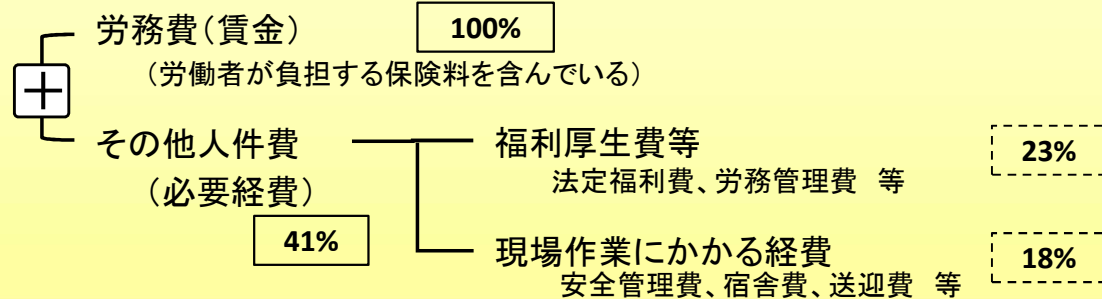 労務費（賃金）　100%
（労働者が負担する保険料を含んでいる）
＋
その他人件費
（必要経費）
41%
福利厚生費等　23%
法定福利費、労務管理費　等
現場作業にかかる経費　18%
安全管理費、宿舎費、送迎費　等